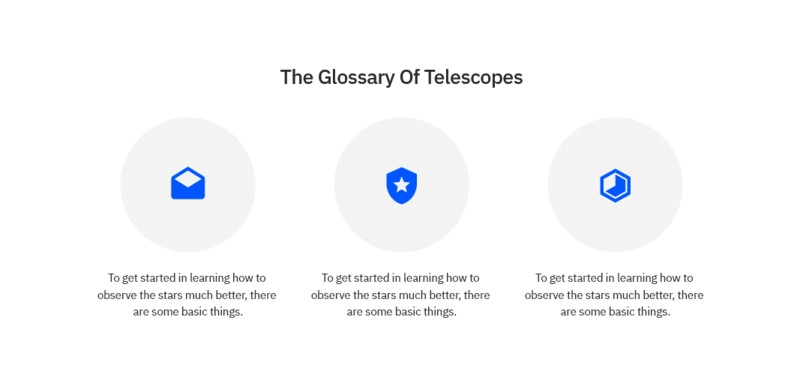 The Glossary Of Telescopes
To get started in learning how to
observe the stars much better, there
are some basic things.
To get started in learning how to
observe the stars much better, there
are some basic things.
To get started in learning how to
observe the stars much better, there
are some basic things.